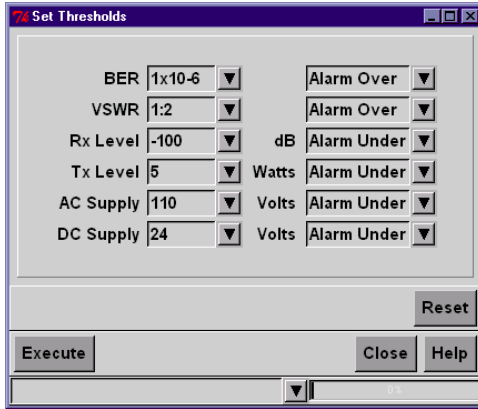 Set Thresholds
BER 1x10-6 Alarm Over
VSWR 1:2 Alarm Over
Rx Level -100 dB Alarm Under
Tx Level 5 Watts Alarm Under
AC Supply 110 Volts Alarm Under
DC Supply 24 Volts Alarm Under
Reset
Execute Close Help
0%